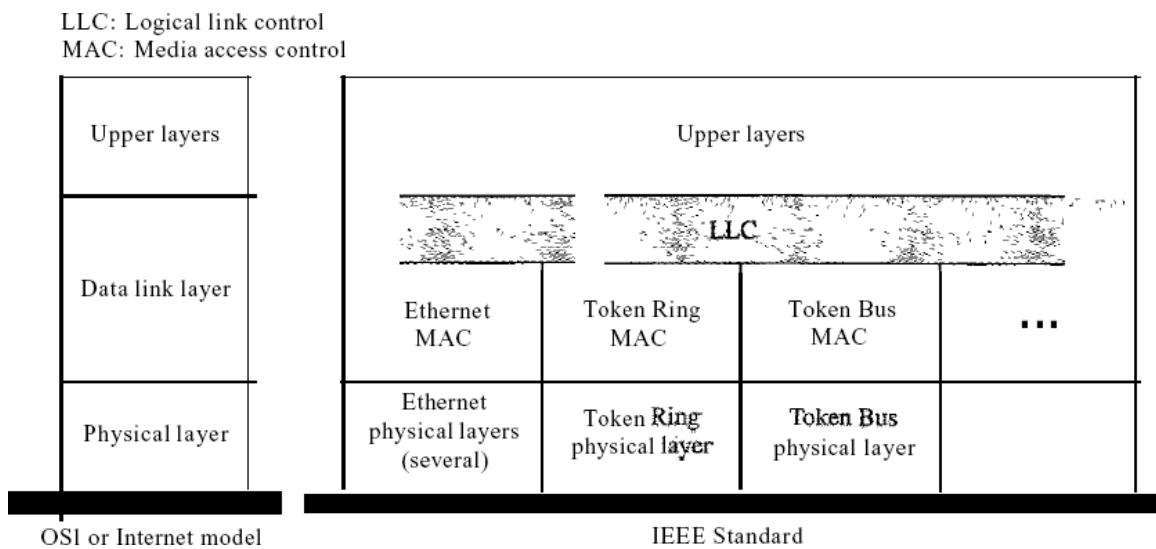 LLC: Logical link control
MAC: Media access control
Upper layers
Data link layer
Physical layer
OS1 or Internet model
Upper layers
LLC
Ethernet
MAC
Token Ring
MAC
Token Bus
MAC
...
Ethernet
physical layers
(several)
Token Ring
physical layer
Token Bus
physical layer
IEEE Standard